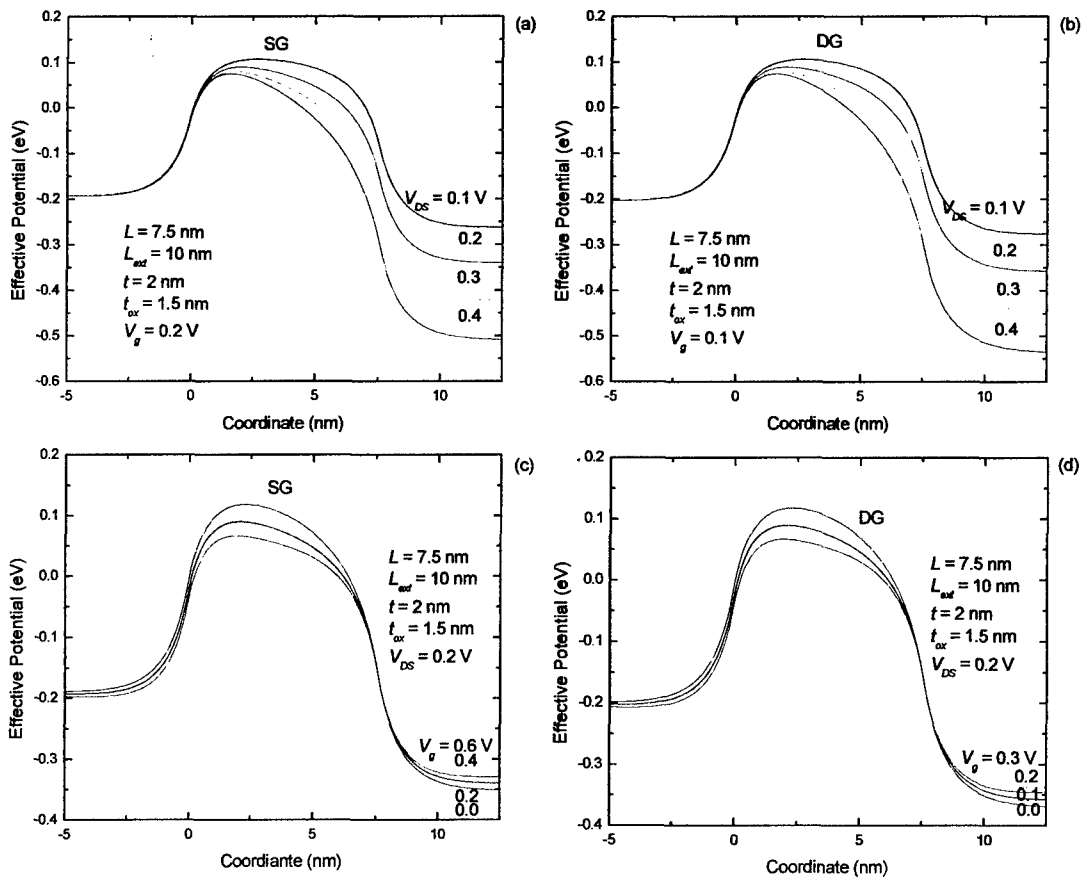 0.2
0.1
0.0
-0.1
-0.2
-0.3
-0.4
-0.5
-0.6
Effective Potential (eV)
SG
(a)
V_DS = 0.1 V
0.2
0.3
0.4
L = 7.5 nm
L_ext = 10 nm
t = 2 nm
t_ox = 1.5 nm
V_g = 0.2 V
-5 0 5 10
Coordinate (nm)
0.2
0.1
0.0
-0.1
-0.2
-0.3
-0.4
-0.5
-0.6
Effective Potential (eV)
DG
(b)
V_DS = 0.1 V
0.2
0.3
0.4
L = 7.5 nm
L_ext = 10 nm
t = 2 nm
t_ox = 1.5 nm
V_g = 0.1 V
-5 0 5 10
Coordinate (nm)
0.2
0.1
0.0
-0.1
-0.2
-0.3
-0.4
Effective Potential (eV)
SG
(c)
L = 7.5 nm
L_ext = 10 nm
t = 2 nm
t_ox = 1.5 nm
V_DS = 0.2 V
V_g = 0.6 V
0.4
0.2
0.0
-5 0 5 10
Coordiante (nm)
0.2
0.1
0.0
-0.1
-0.2
-0.3
-0.4
Effective Potential (eV)
DG
(d)
L = 7.5 nm
L_ext = 10 nm
t = 2 nm
t_ox = 1.5 nm
V_DS = 0.2 V
V_g = 0.3 V
0.2
0.1
0.0
-5 0 5 10
Coordinate (nm)